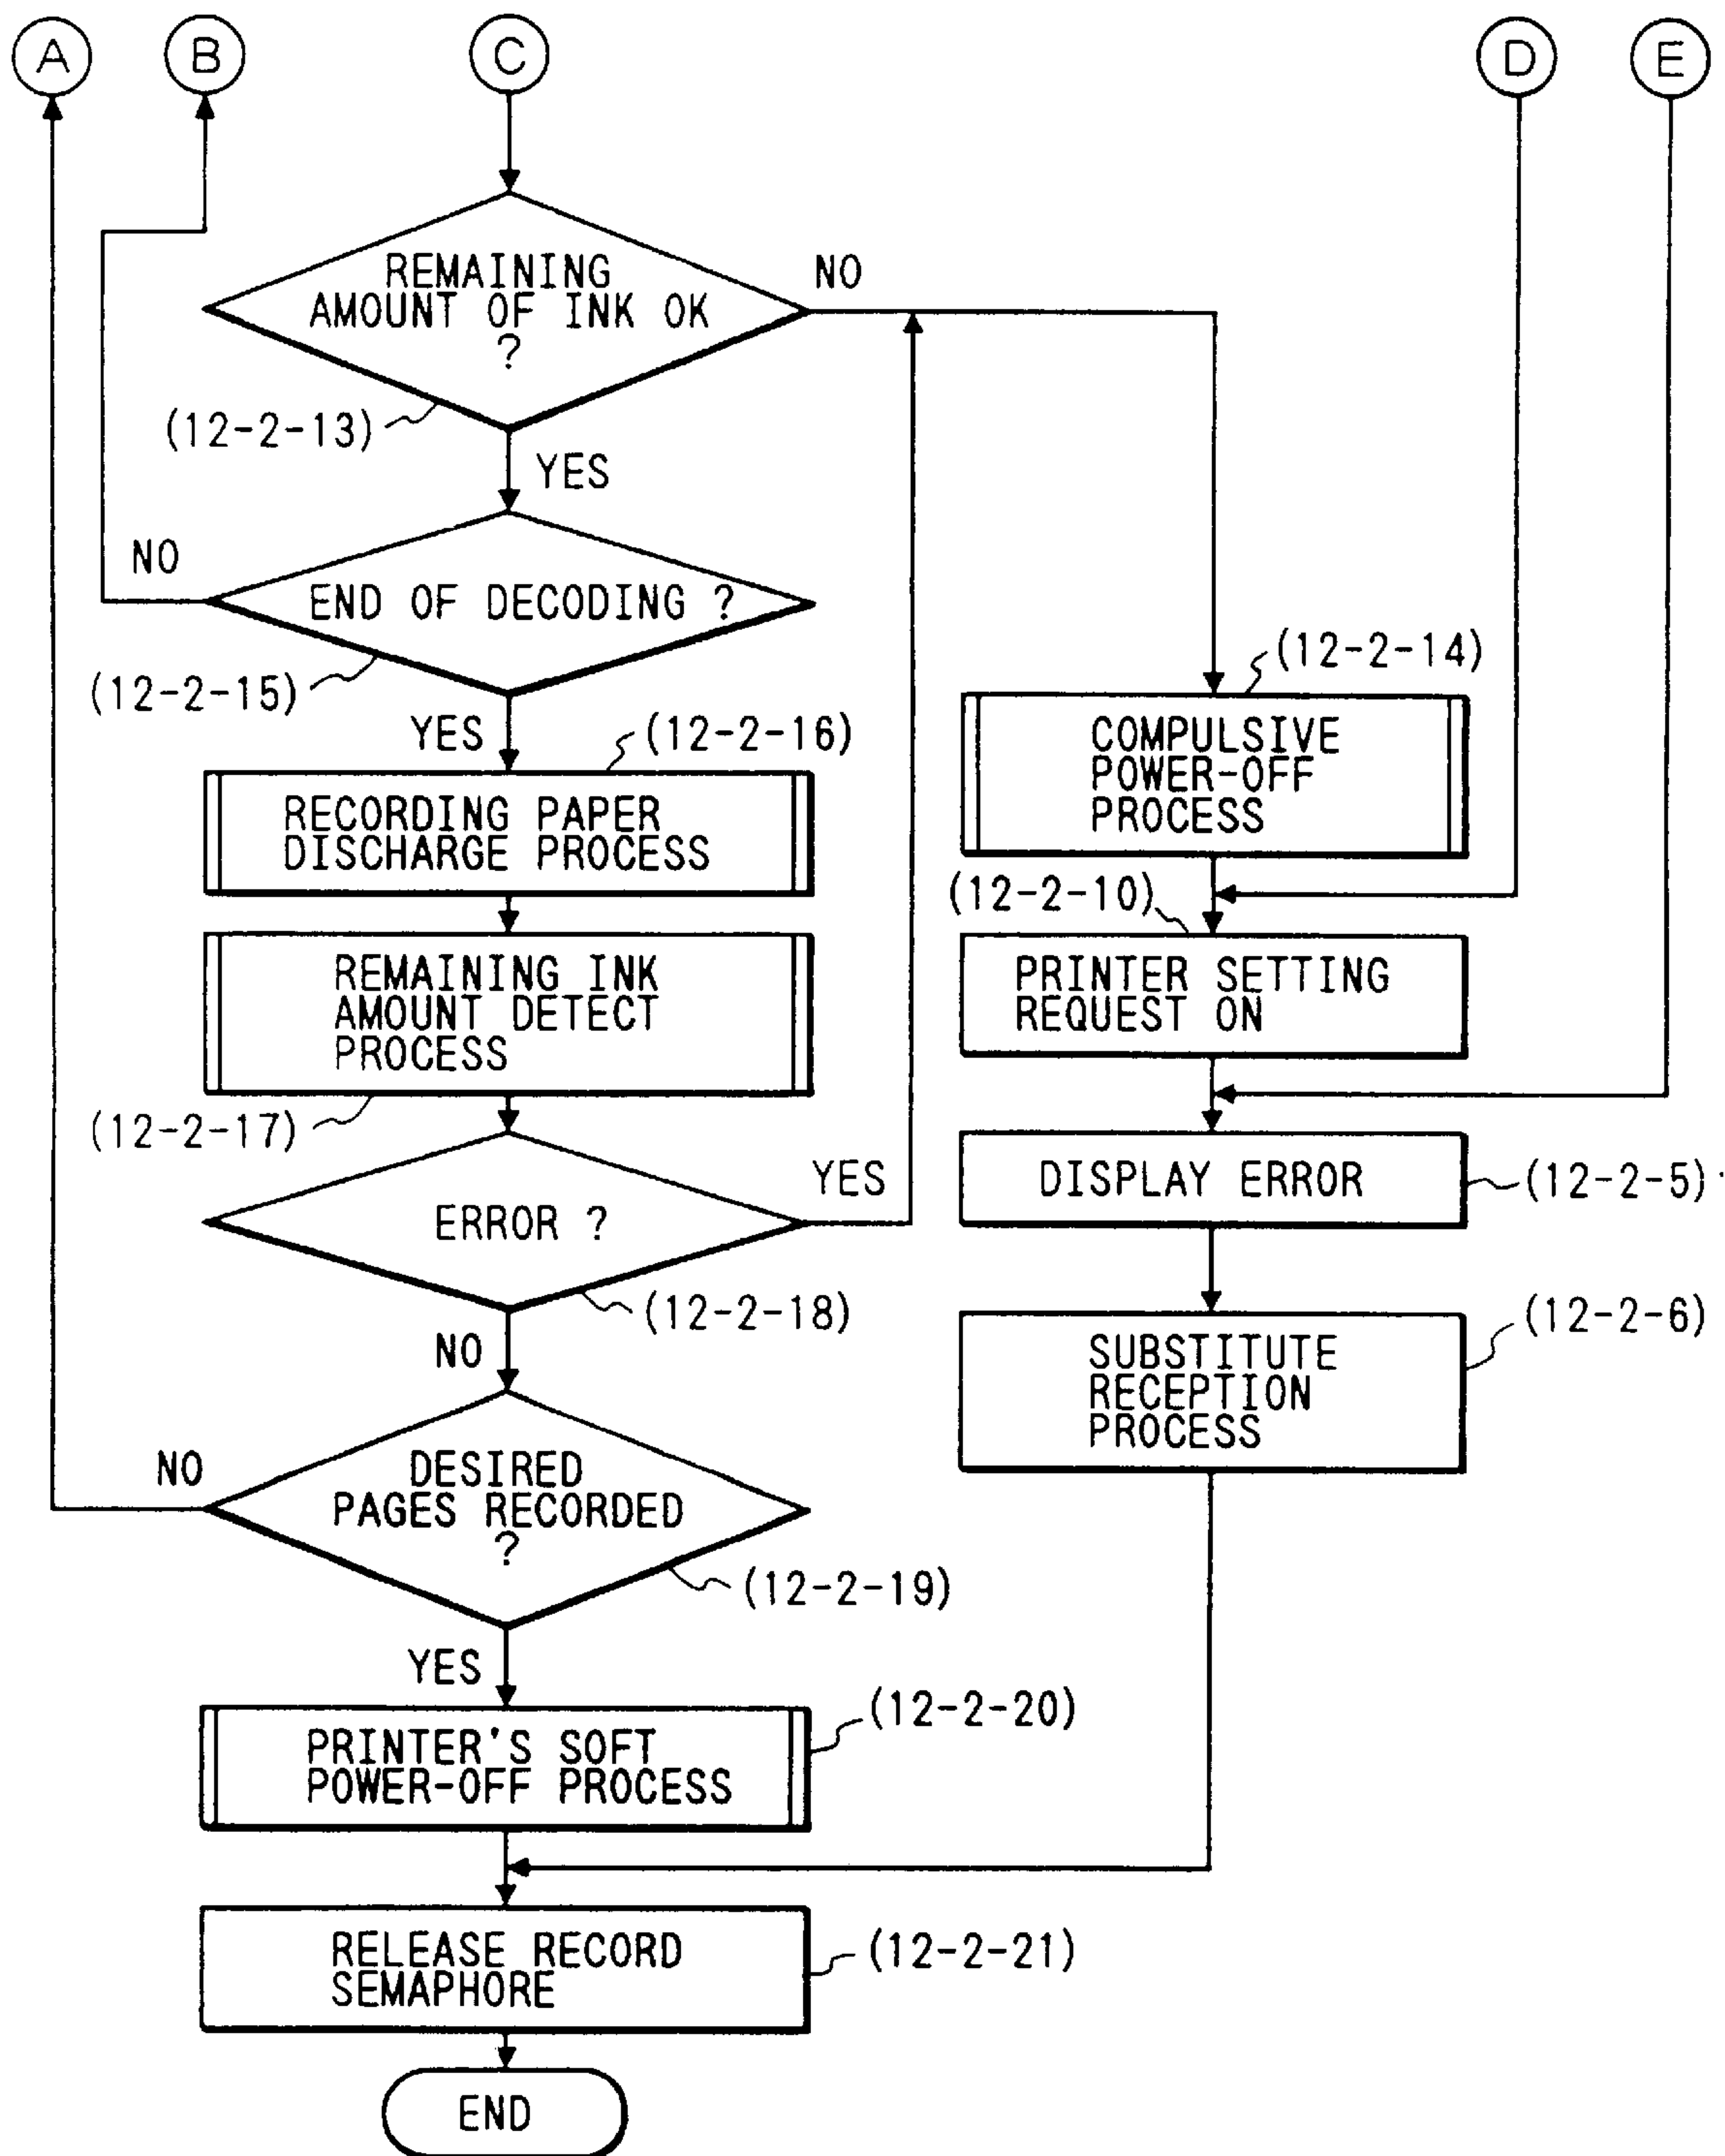 A
B
C
D
E
REMAINING
AMOUNT OF INK OK
?
NO
(12-2-13)
YES
NO
END OF DECODING ?
(12-2-15)
YES
(12-2-16)
(12-2-14)
COMPULSIVE
POWER-OFF
PROCESS
RECORDING PAPER
DISCHARGE PROCESS
(12-2-10)
PRINTER SETTING
REQUEST ON
REMAINING INK
AMOUNT DETECT
PROCESS
(12-2-17)
YES
ERROR ?
DISPLAY ERROR
(12-2-5)
(12-2-18)
NO
(12-2-6)
SUBSTITUTE
RECEPTION
PROCESS
NO
DESIRED
PAGES RECORDED
?
(12-2-19)
YES
(12-2-20)
PRINTER'S SOFT
POWER-OFF PROCESS
RELEASE RECORD
SEMAPHORE
(12-2-21)
END